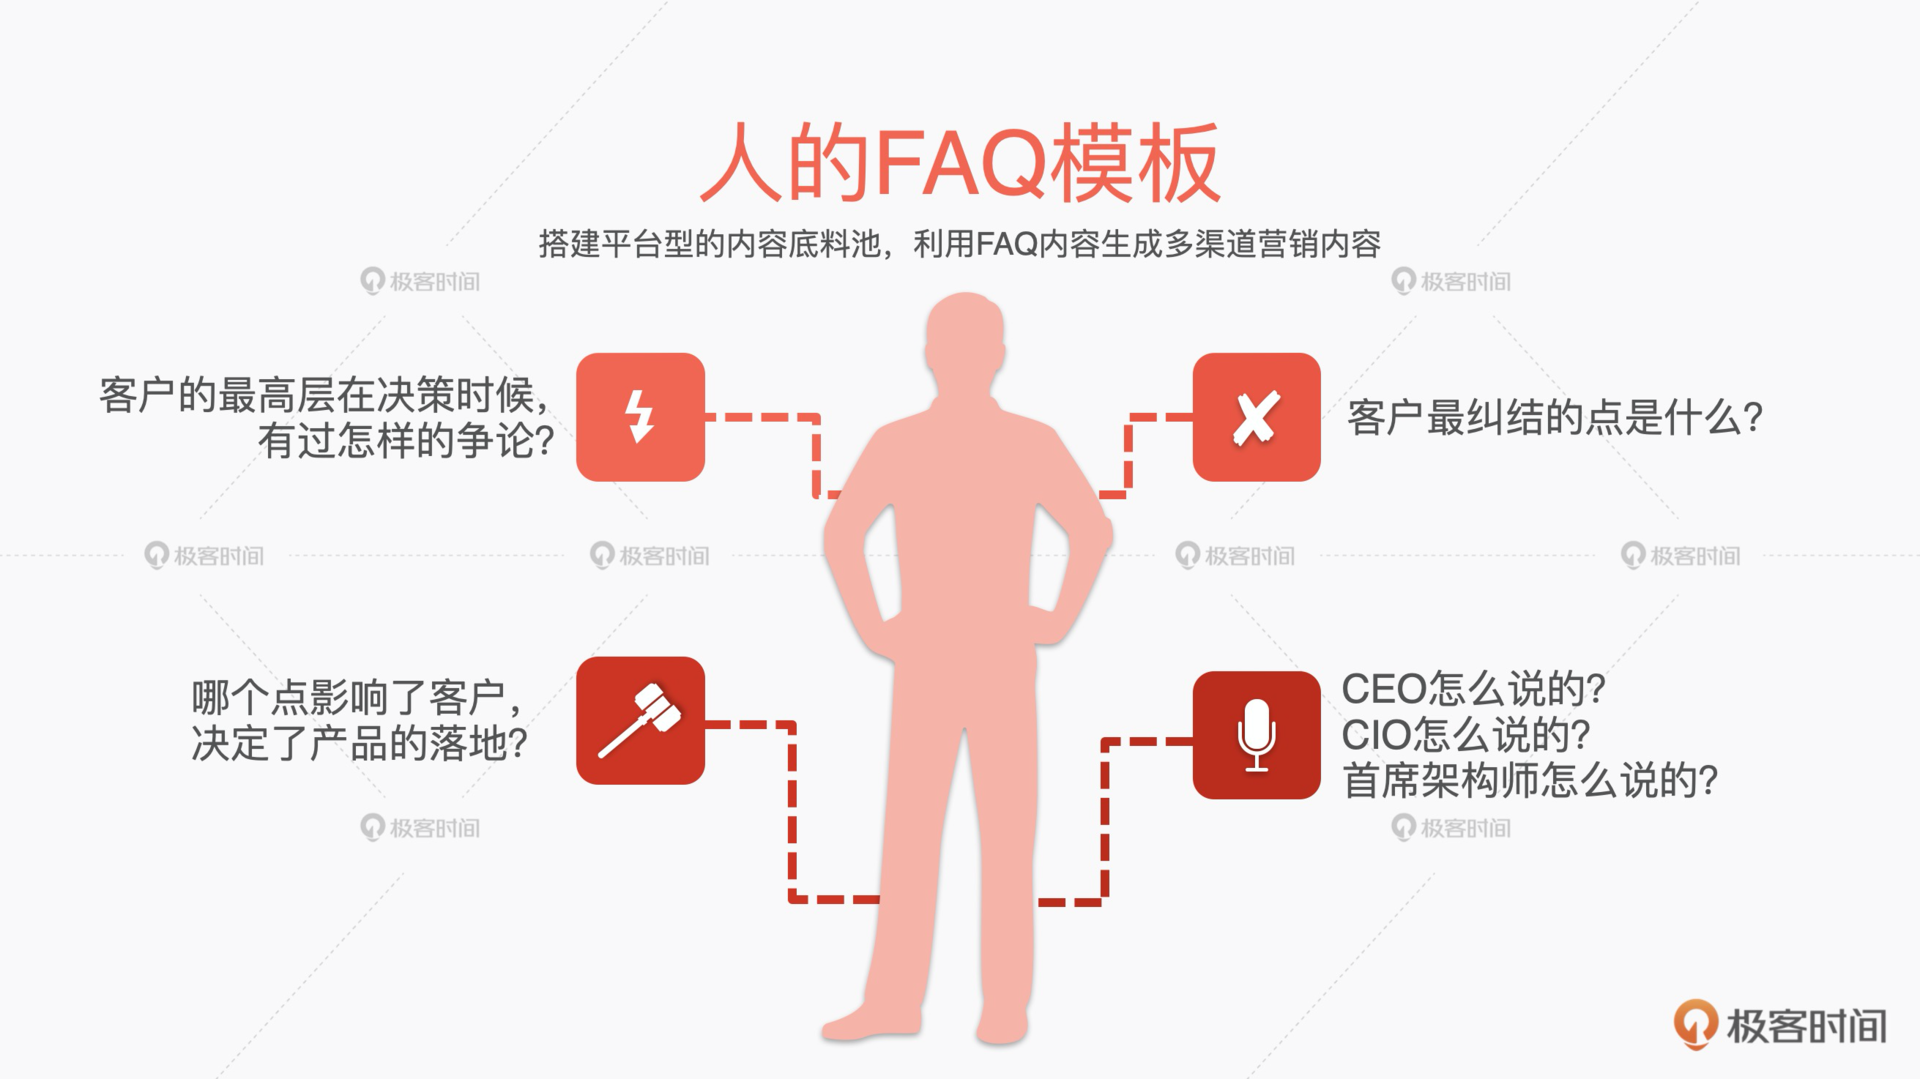 人的FAQ模板
搭建平台型的内容底料池，利用FAQ内容生成多渠道营销内容
极客时间
极客时间
客户的最高层在决策时候，
有过怎样的争论？
客户最纠结的点是什么？
极客时间
极客时间
极客时间
极客时间
哪个点影响了客户，
决定了产品的落地？
CEO怎么说的？
CIO怎么说的？
首席架构师怎么说的？
极客时间
极客时间
极客时间